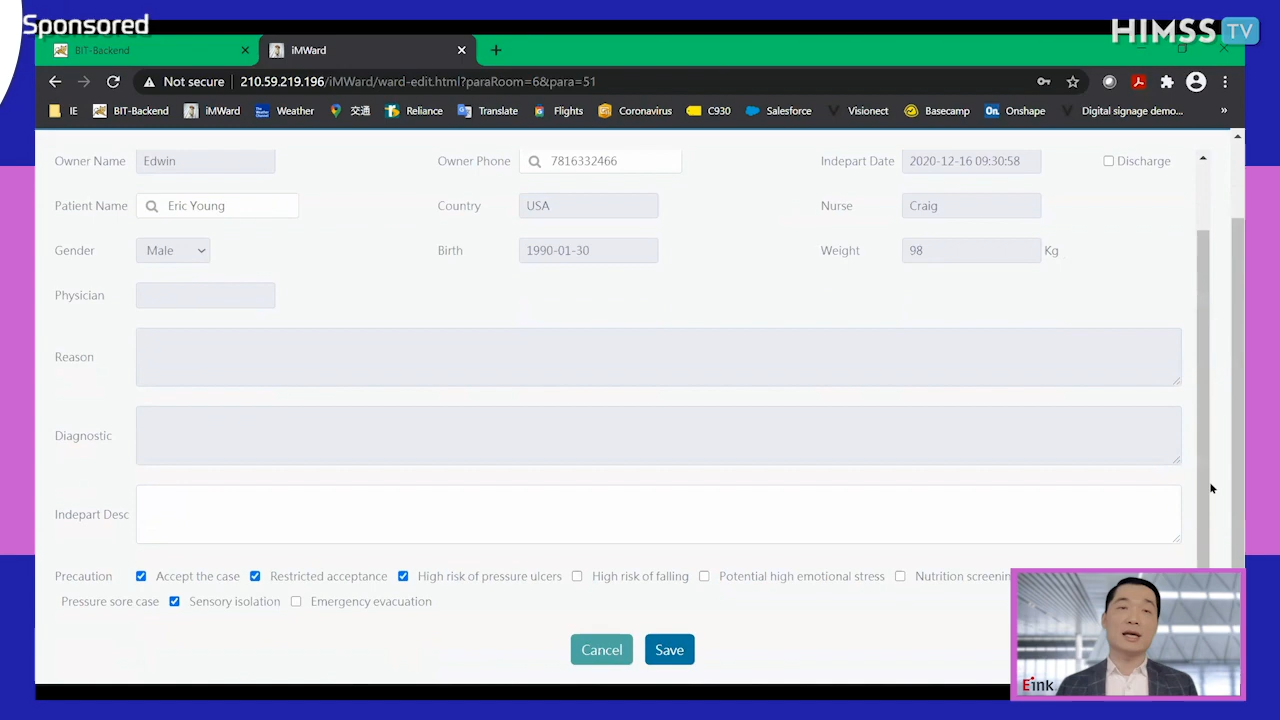 Sponsored
HIMSS TV
BIT-Backend
iMWard
Not secure 210.59.219.196/iMWard/ward-edit.html?paraRoom=6&para=51
IE BIT-Backend iMWard Weather 交通 Reliance Translate Flights Coronavirus C930 Salesforce Visionect Basecamp On. Onshape Digital signage demo... »
Owner Name Edwin Owner Phone 7816332466 Indepart Date 2020-12-16 09:30:58 Discharge
Patient Name Eric Young Country USA Nurse Craig
Gender Male Birth 1990-01-30 Weight 98 Kg
Physician
Reason
Diagnostic
Indepart Desc
Precaution Accept the case Restricted acceptance High risk of pressure ulcers High risk of falling Potential high emotional stress Nutrition
Pressure sore case Sensory isolation Emergency evacuation
Cancel Save
E ink